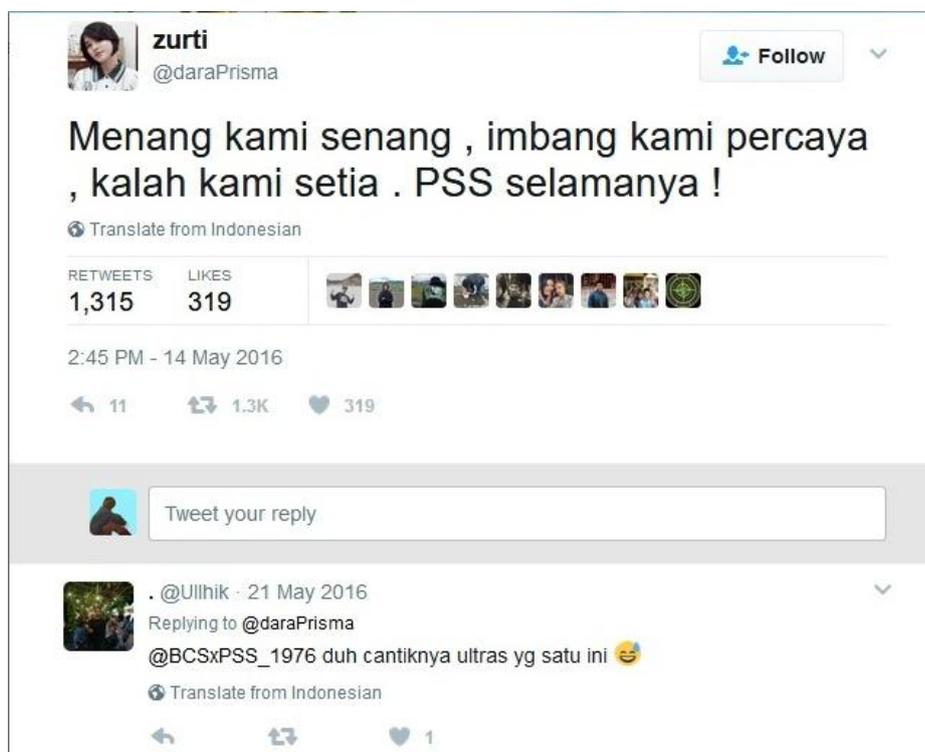 zurti
@daraPrisma
Follow
Menang kami senang , imbang kami percaya
, kalah kami setia . PSS selamanya !
Translate from Indonesian
RETWEETS LIKES
1,315 319
2:45 PM - 14 May 2016
11 1.3K 319
Tweet your reply
. @Ullhik · 21 May 2016
Replying to @daraPrisma
@BCSxPSS_1976 duh cantiknya ultras yg satu ini 😅
Translate from Indonesian
1